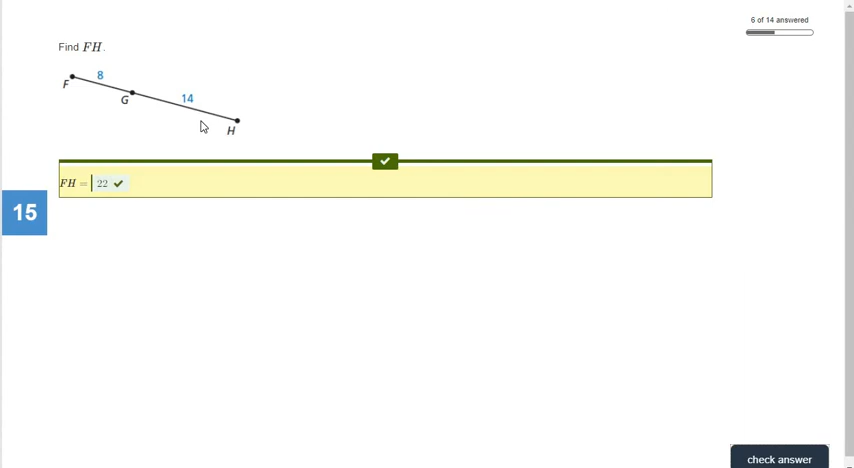 6 of 14 answered
Find FH.
8
F
14
G
H
FH = 22
15
check answer